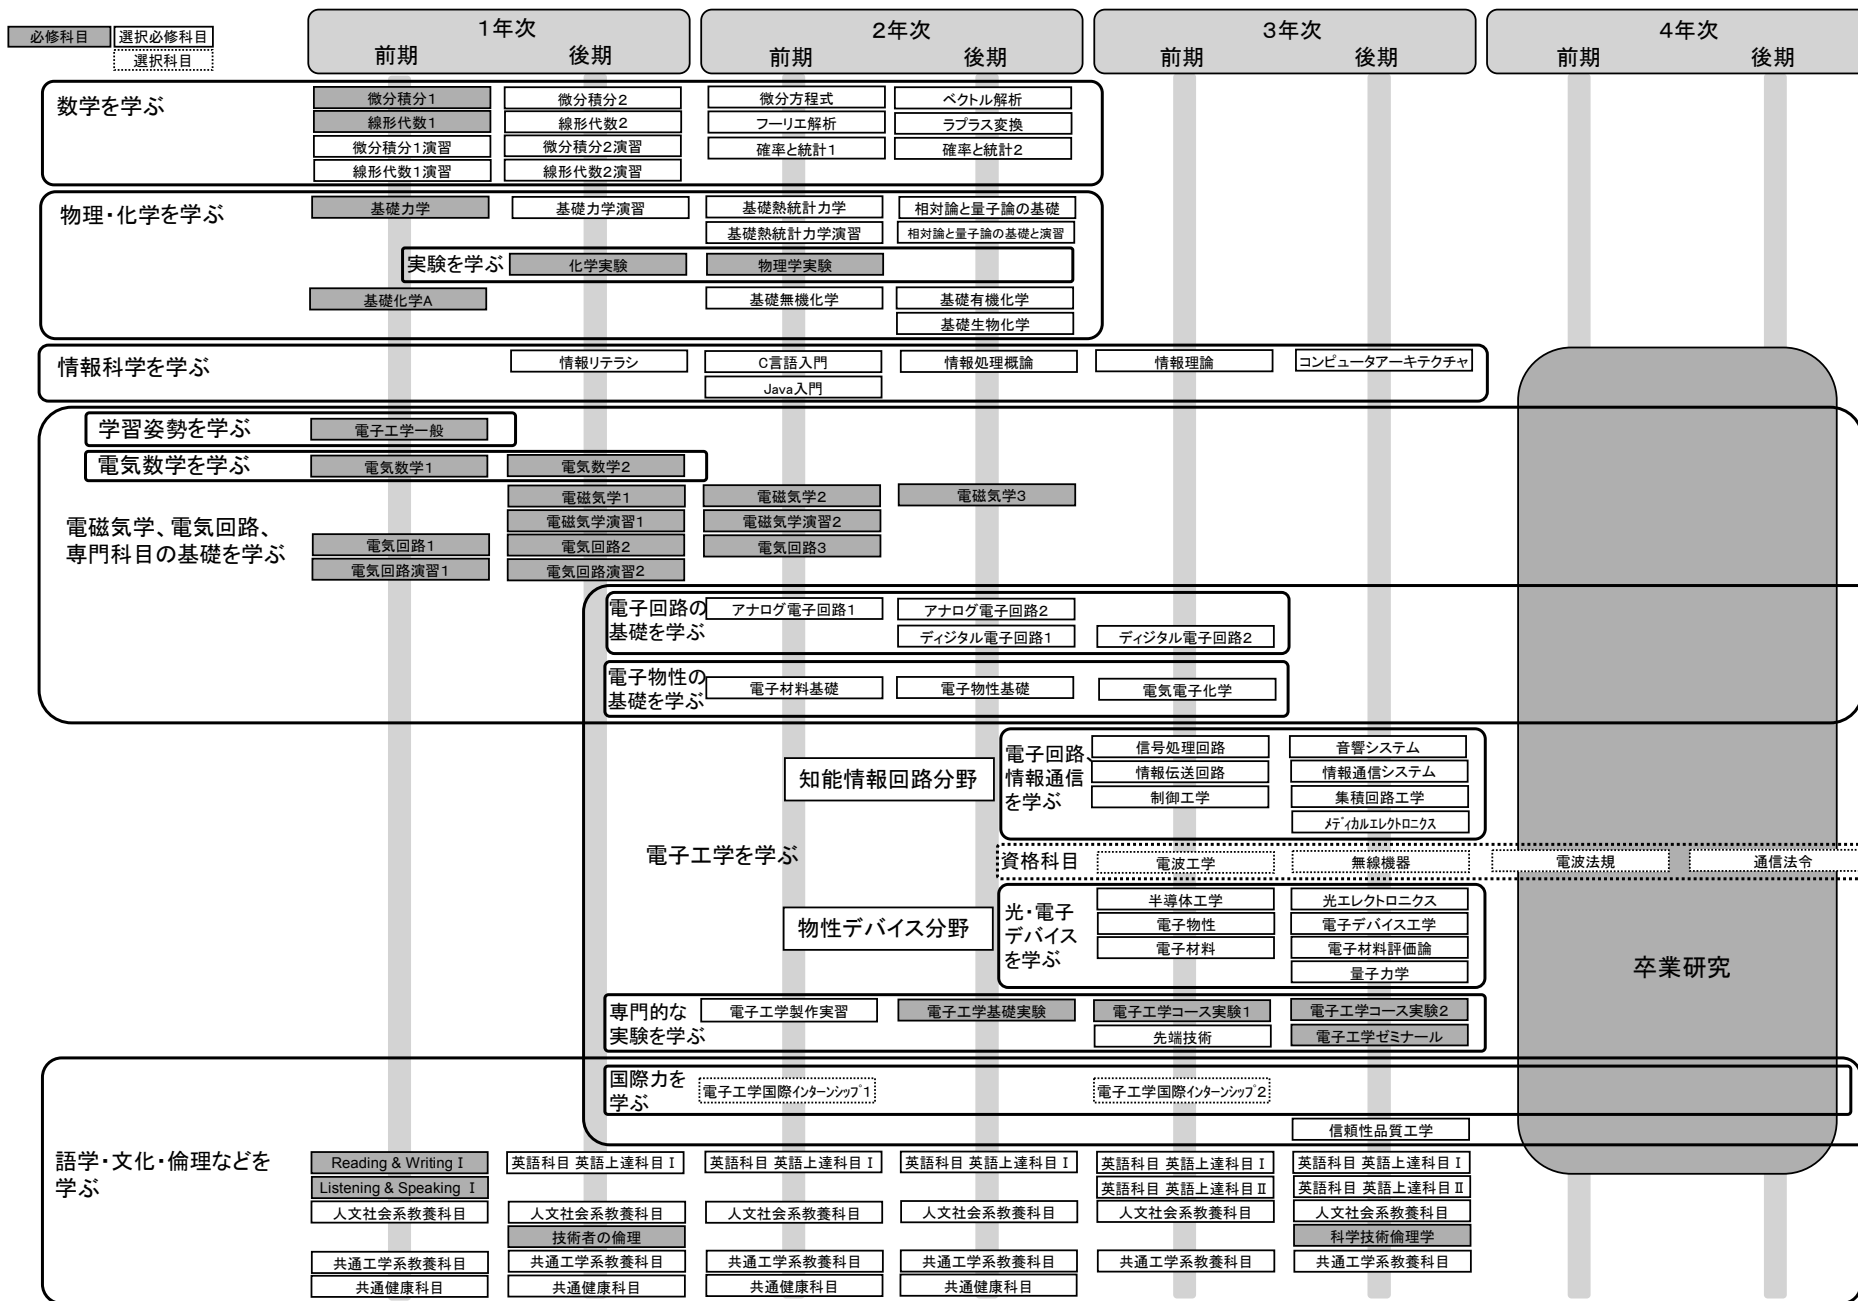 必修科目 選択必修科目
選択科目
1年次 2年次 3年次 4年次
前期 後期 前期 後期 前期 後期 前期 後期
数学を学ぶ
微分積分1 微分積分2 微分方程式 ベクトル解析
線形代数1 線形代数2 フーリエ解析 ラプラス変換
微分積分1演習 微分積分2演習 確率と統計1 確率と統計2
線形代数1演習 線形代数2演習
物理・化学を学ぶ
基礎力学 基礎力学演習 基礎熱統計力学 相対論と量子論の基礎
基礎熱統計力学演習 相対論と量子論の基礎と演習
実験を学ぶ 化学実験 物理学実験
基礎化学A 基礎無機化学 基礎有機化学
基礎生物化学
情報科学を学ぶ
情報リテラシ C言語入門 情報処理概論 情報理論 コンピュータアーキテクチャ
Java入門
学習姿勢を学ぶ 電子工学一般
電気数学を学ぶ 電気数学1 電気数学2
電磁気学、電気回路、
専門科目の基礎を学ぶ
電磁気学1 電磁気学2 電磁気学3
電磁気学演習1 電磁気学演習2
電気回路1 電気回路2 電気回路3
電気回路演習1 電気回路演習2
電子回路の
基礎を学ぶ
アナログ電子回路1 アナログ電子回路2
ディジタル電子回路1 ディジタル電子回路2
電子物性の
基礎を学ぶ
電子材料基礎 電子物性基礎 電気電子化学
電子工学を学ぶ
知能情報回路分野
電子回路、
情報通信
を学ぶ
信号処理回路 音響システム
情報伝送回路 情報通信システム
制御工学 集積回路工学
メディカルエレクトロニクス
資格科目 電波工学 無線機器 電波法規 通信法令
物性デバイス分野
光・電子
デバイス
を学ぶ
半導体工学 光エレクトロニクス
電子物性 電子デバイス工学
電子材料 電子材料評価論
量子力学
卒業研究
専門的な
実験を学ぶ
電子工学製作実習 電子工学基礎実験 電子工学コース実験1 電子工学コース実験2
先端技術 電子工学ゼミナール
国際力を
学ぶ
電子工学国際インターンシップ1 電子工学国際インターンシップ2
信頼性品質工学
語学・文化・倫理などを
学ぶ
Reading & Writing Ⅰ 英語科目 英語上達科目Ⅰ 英語科目 英語上達科目Ⅰ 英語科目 英語上達科目Ⅰ 英語科目 英語上達科目Ⅰ 英語科目 英語上達科目Ⅰ
Listening & Speaking Ⅰ 英語科目 英語上達科目Ⅱ 英語科目 英語上達科目Ⅱ
人文社会系教養科目 人文社会系教養科目 人文社会系教養科目 人文社会系教養科目 人文社会系教養科目 人文社会系教養科目
技術者の倫理 科学技術倫理学
共通工学系教養科目 共通工学系教養科目 共通工学系教養科目 共通工学系教養科目 共通工学系教養科目 共通工学系教養科目
共通健康科目 共通健康科目 共通健康科目 共通健康科目